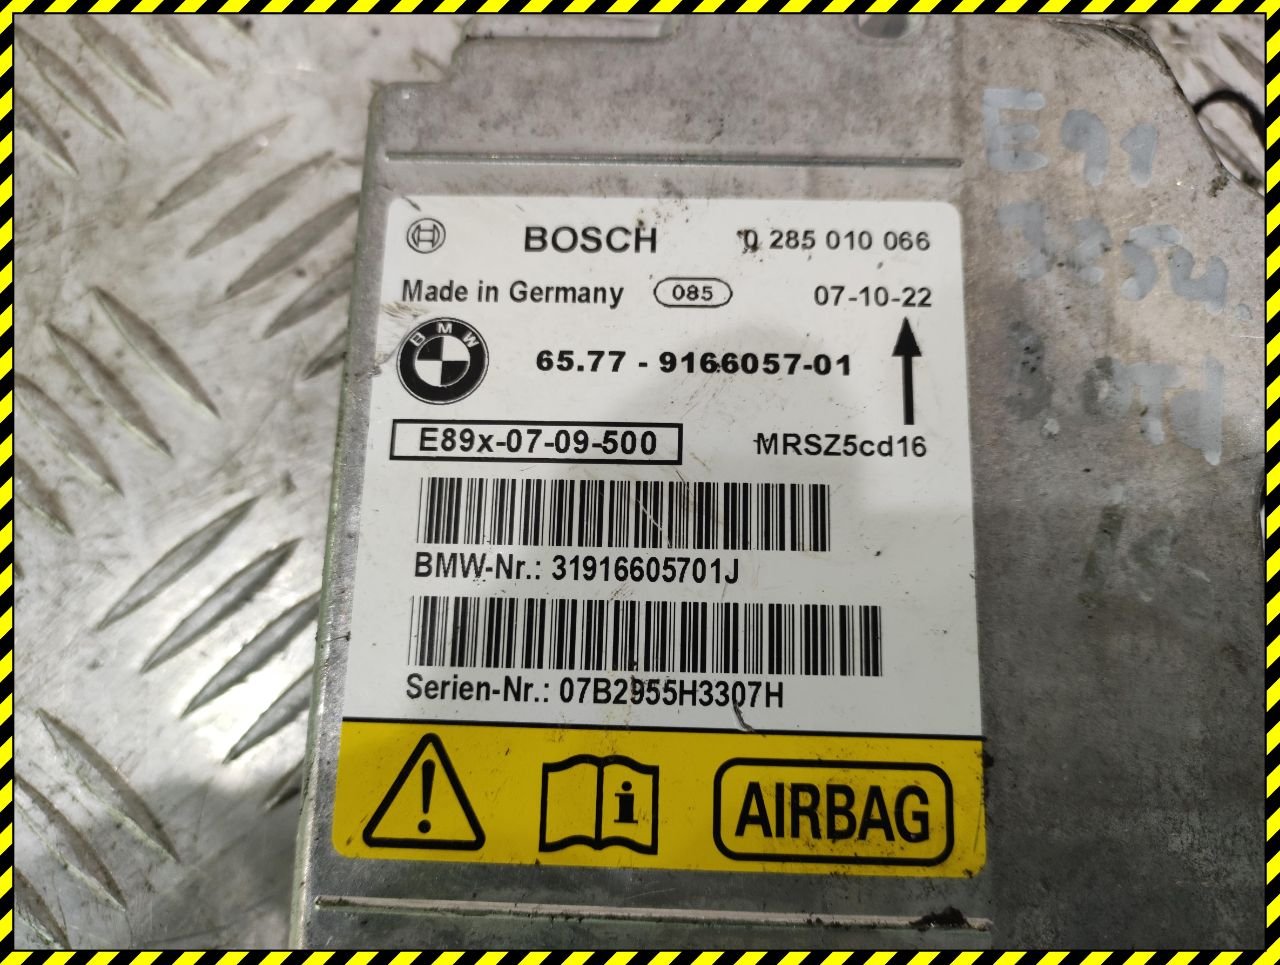 BOSCH 0 285 010 066
Made in Germany 085 07-10-22
BMW
65.77 - 9166057-01
E89x-07-09-500 MRSZ5cd16
BMW-Nr.: 31916605701J
Serien-Nr.: 07B2955H3307H
i AIRBAG
E91